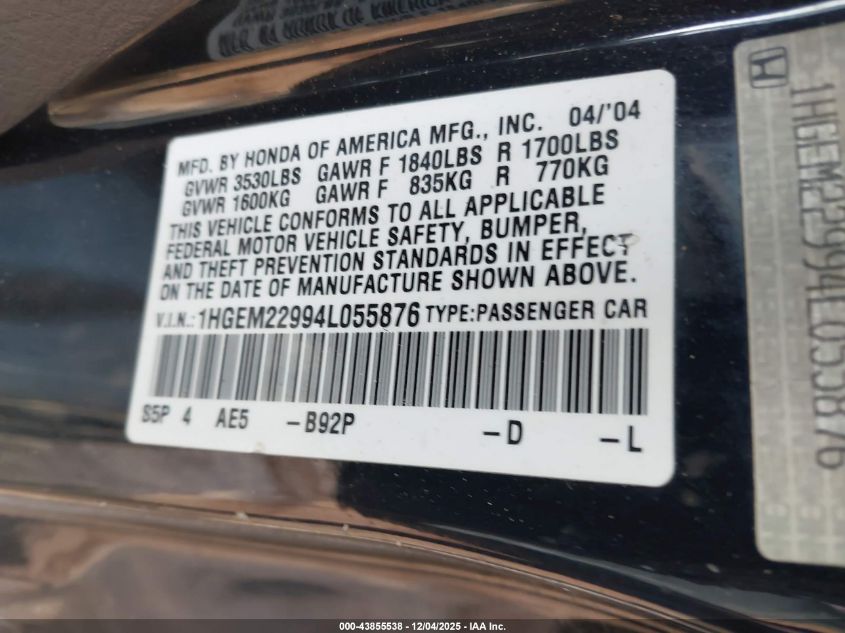 MFD. BY HONDA OF AMERICA MFG., INC. 04/'04
GVWR 3530LBS GAWR F 1840LBS R 1700LBS
GVWR 1600KG GAWR F 835KG R 770KG
THIS VEHICLE CONFORMS TO ALL APPLICABLE
FEDERAL MOTOR VEHICLE SAFETY, BUMPER,
AND THEFT PREVENTION STANDARDS IN EFFECT
ON THE DATE OF MANUFACTURE SHOWN ABOVE.
V.I.N.: 1HGEM22994L055876 TYPE:PASSENGER CAR
S5P 4 AE5 -B92P -D -L
1HGEM22994L055876
000-43855538 - 12/04/2025 - IAA Inc.